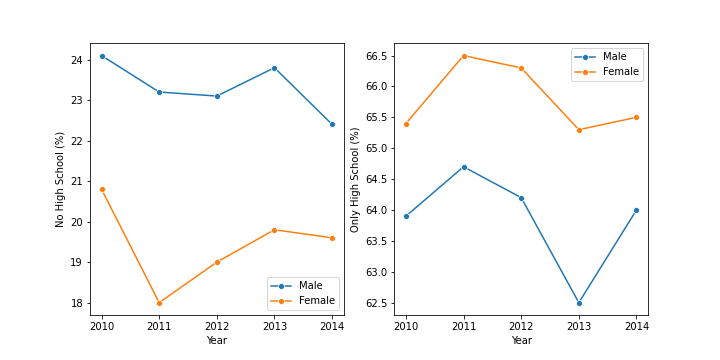 No High School (%)
24
23
22
21
20
19
18
2010 2011 2012 2013 2014
Year
Male
Female
Only High School (%)
66.5
66.0
65.5
65.0
64.5
64.0
63.5
63.0
62.5
2010 2011 2012 2013 2014
Year
Male
Female